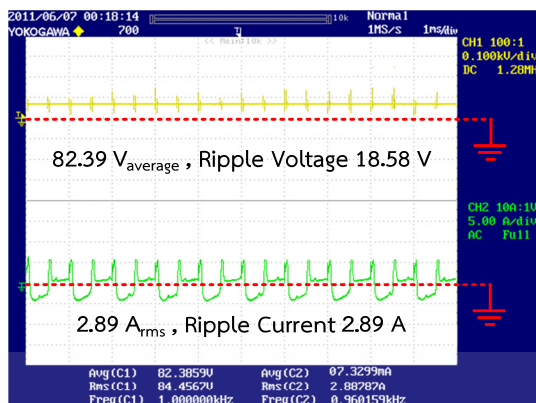 2011/06/07 00:18:14 10k Normal
YOKOGAWA 700 1MS/s 1ms/div
<< Main:10k >>
CH1 100:1
0.100kV/div
DC 1.28MH
82.39 Vaverage , Ripple Voltage 18.58 V
CH2 10A:1V
5.00 A/div
AC Full
2.89 Arms , Ripple Current 2.89 A
Avg(C1) 82.3859V Avg(C2) 07.3299mA
Rms(C1) 84.4567V Rms(C2) 2.88787A
Freq(C1) 1.000000kHz Freq(C2) 0.960159kHz